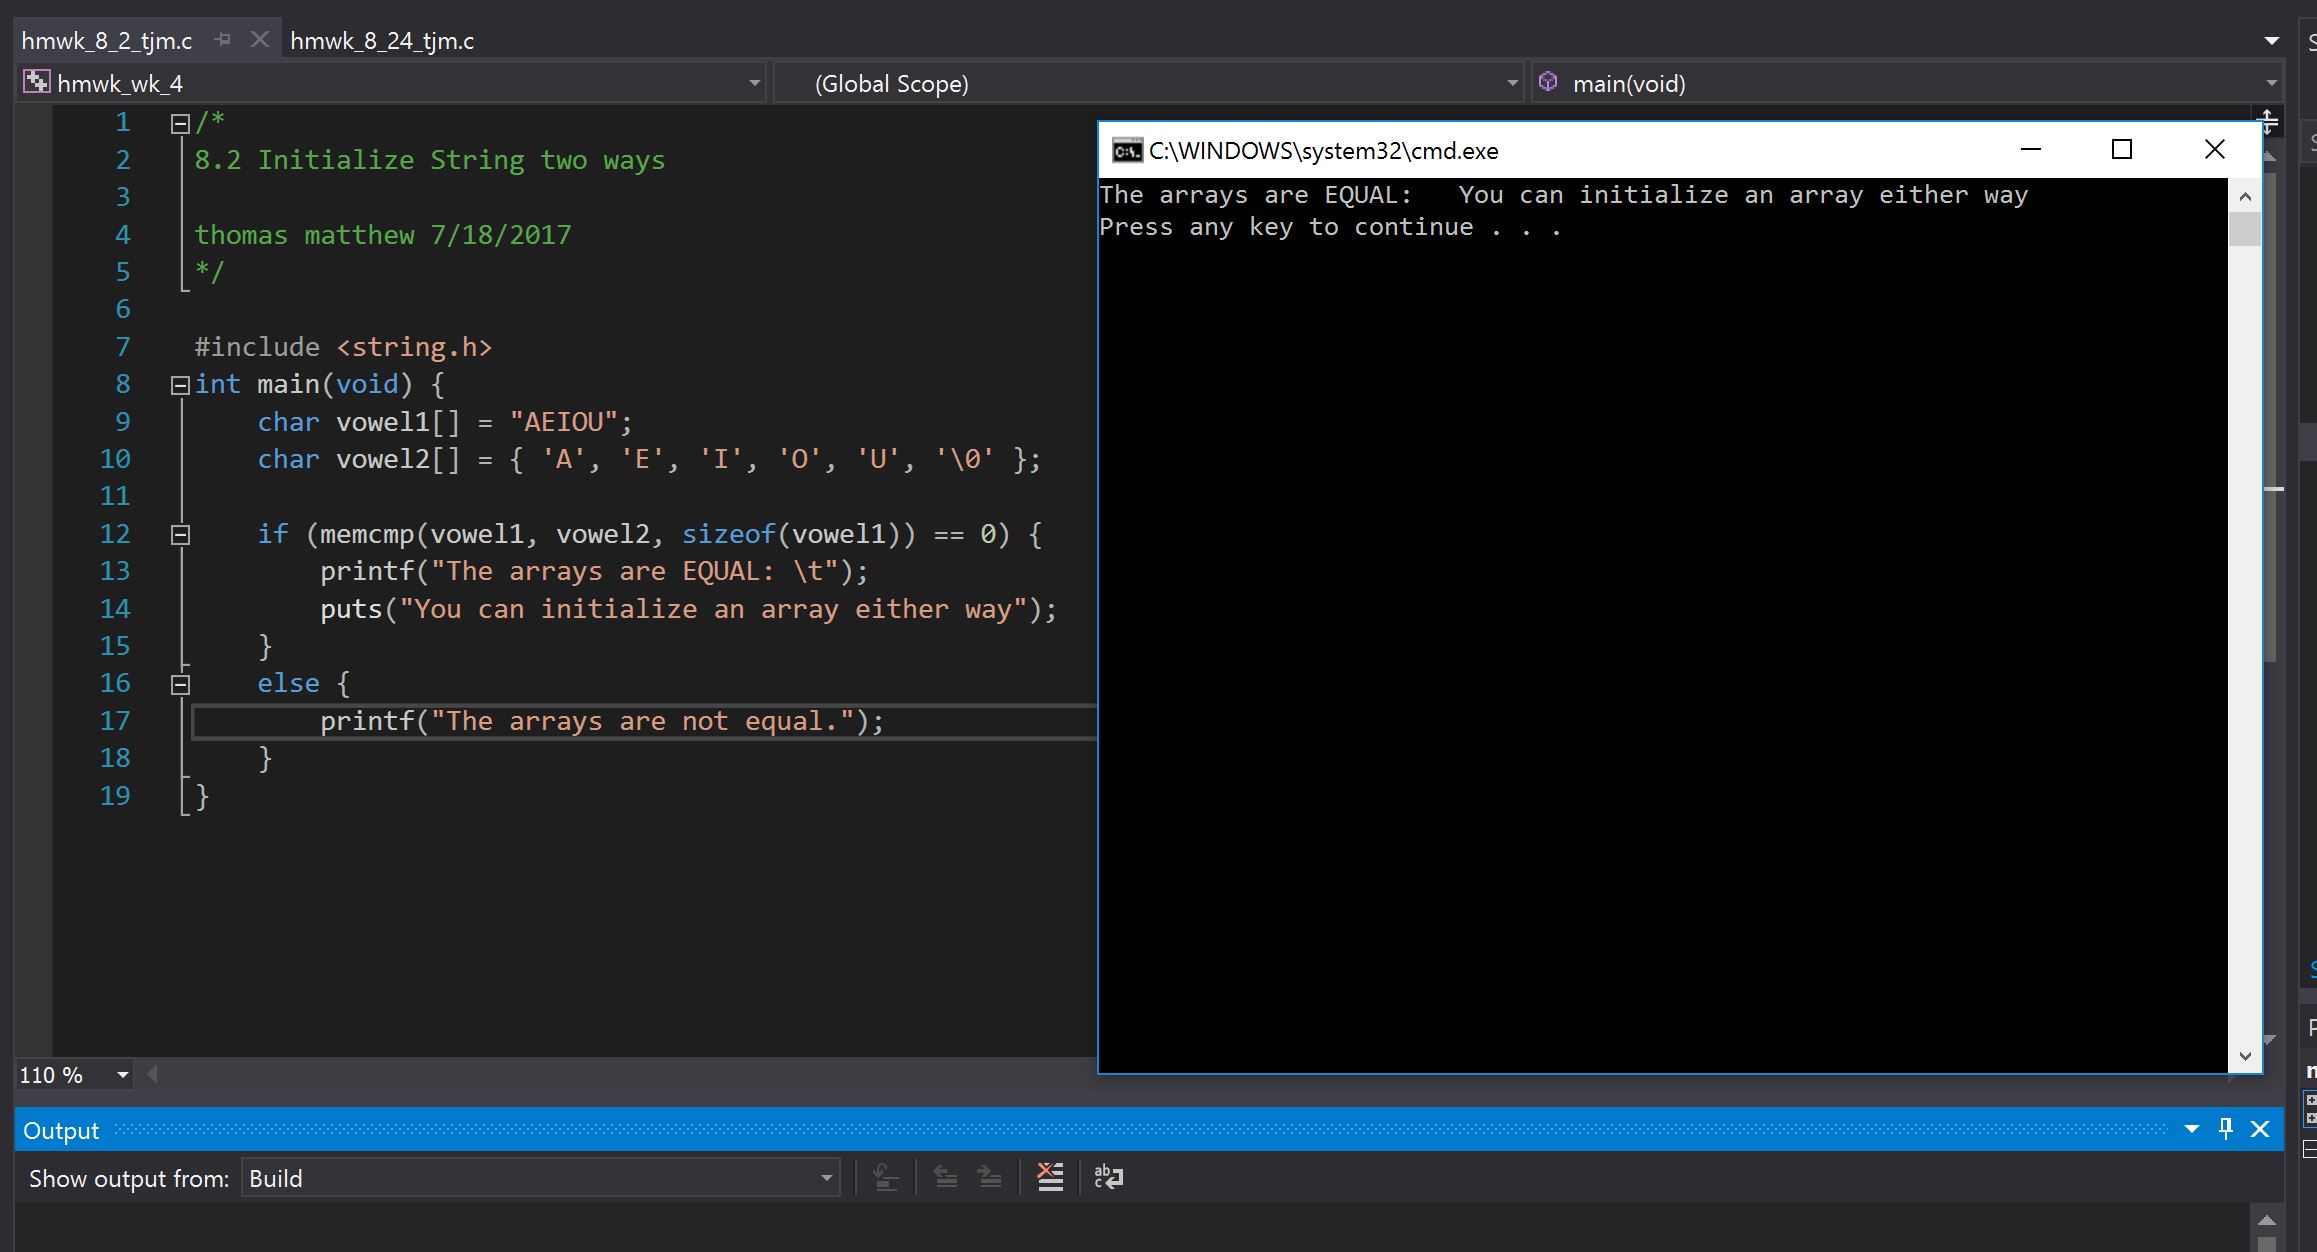 hmwk_8_2_tjm.c hmwk_8_24_tjm.c
hmwk_wk_4 (Global Scope) main(void)
1 /*
2 8.2 Initialize String two ways
3
4 thomas matthew 7/18/2017
5 */
6
7 #include <string.h>
8 int main(void) {
9 char vowel1[] = "AEIOU";
10 char vowel2[] = { 'A', 'E', 'I', 'O', 'U', '\0' };
11
12 if (memcmp(vowel1, vowel2, sizeof(vowel1)) == 0) {
13 printf("The arrays are EQUAL: \t");
14 puts("You can initialize an array either way");
15 }
16 else {
17 printf("The arrays are not equal.");
18 }
19 }
C:\WINDOWS\system32\cmd.exe
The arrays are EQUAL:   You can initialize an array either way
Press any key to continue . . .
110 %
Output
Show output from: Build